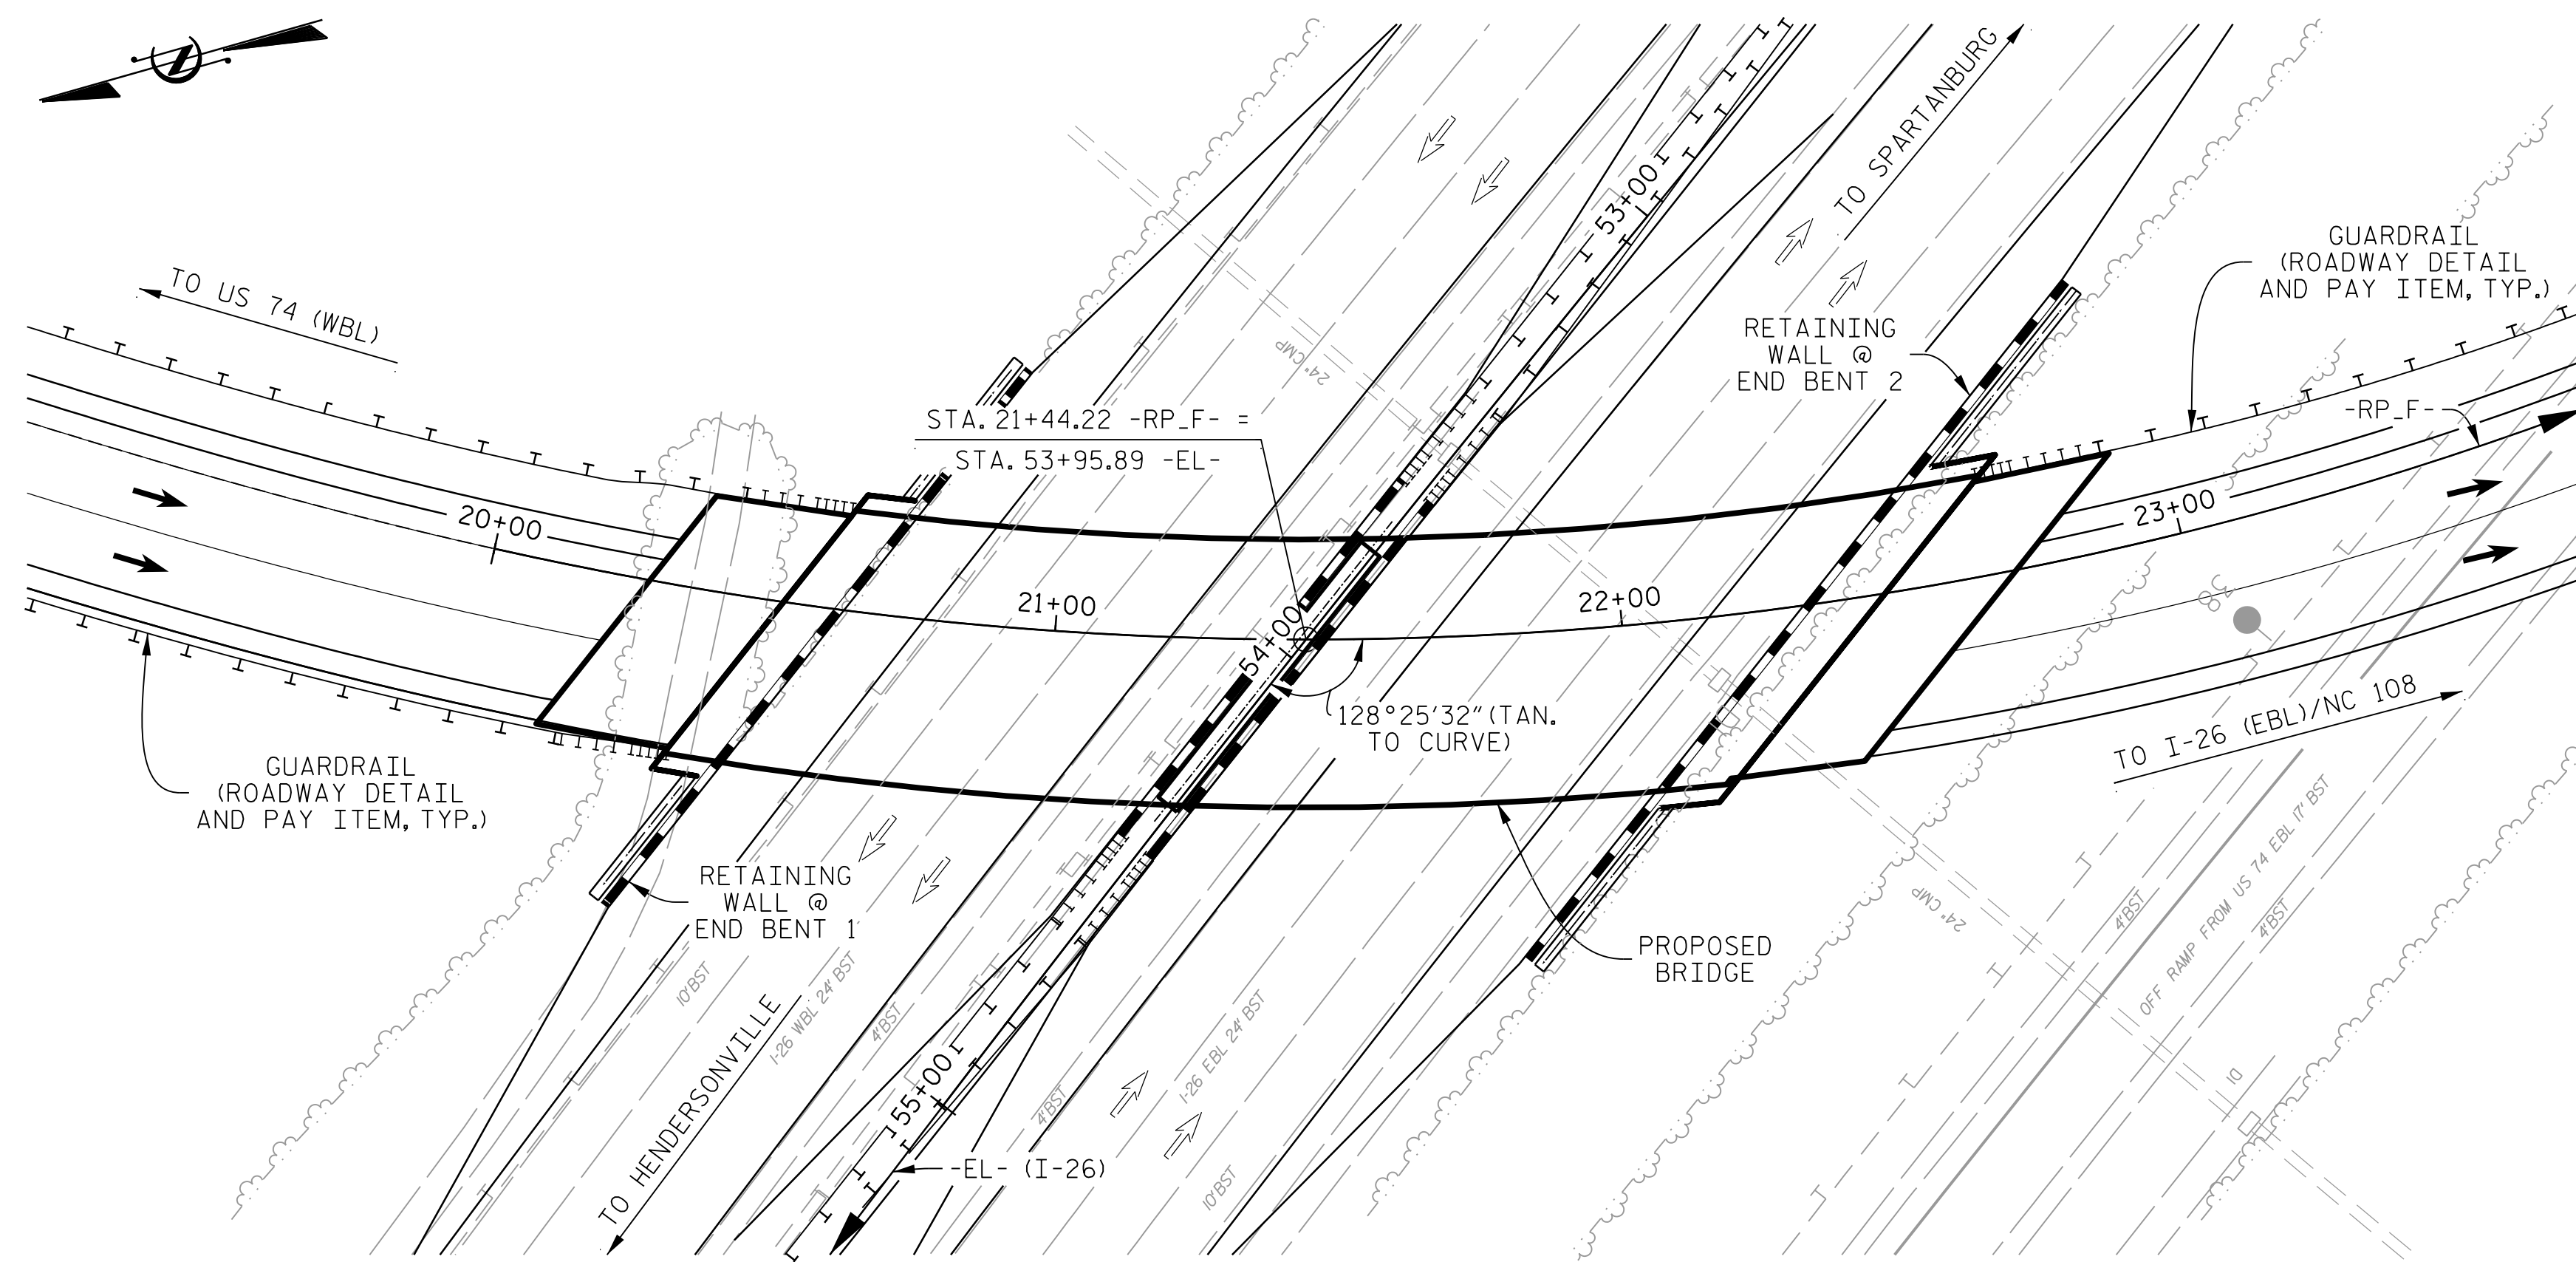 TO SPARTANBURG
53+00
GUARDRAIL
(ROADWAY DETAIL
AND PAY ITEM, TYP.)
TO US 74 (WBL)
RETAINING
WALL @
END BENT 2
24" CMP
-RP_F-
STA. 21+44.22 -RP_F- =
STA. 53+95.89 -EL-
20+00
23+00
21+00
22+00
38
54+00
128°25'32" (TAN.
TO CURVE)
TO I-26 (EBL)/NC 108
GUARDRAIL
(ROADWAY DETAIL
AND PAY ITEM, TYP.)
RETAINING
WALL @
END BENT 1
PROPOSED
BRIDGE
24" CMP
4'BST
OFF RAMP FROM US 74 EBL 17' BST
4'BST
10'BST
I-26 WBL 24' BST
4'BST
TO HENDERSONVILLE
55+00
4'BST
I-26 EBL 24' BST
DI
-EL- (I-26)
10'BST